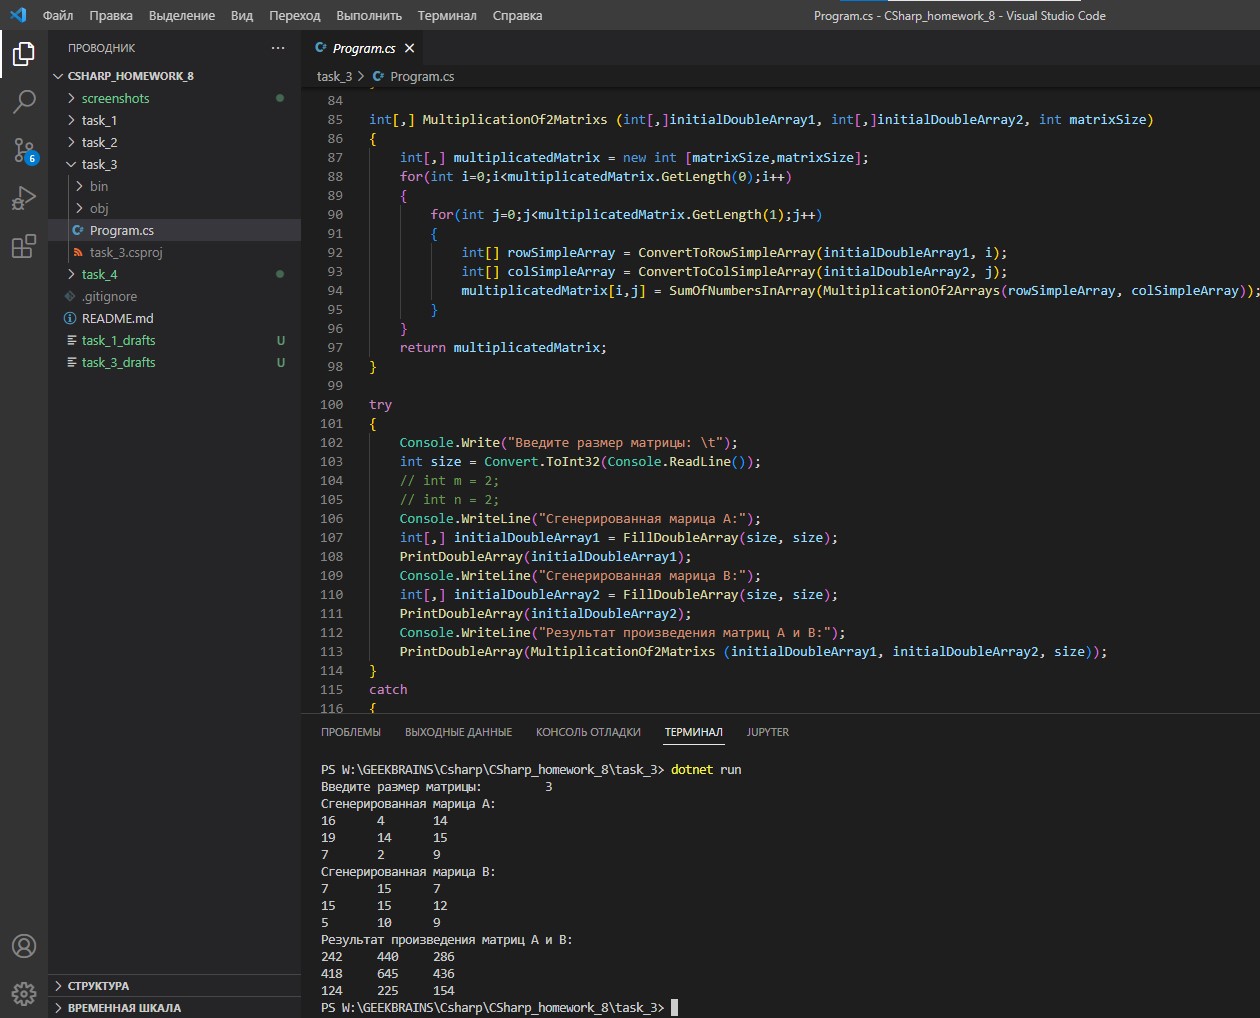 Файл Правка Выделение Вид Переход Выполнить Терминал Справка Program.cs - CSharp_homework_8 - Visual Studio Code
ПРОВОДНИК ...
CSHARP_HOMEWORK_8
screenshots
task_1
task_2
task_3
bin
obj
Program.cs
task_3.csproj
task_4
.gitignore
README.md
task_1_drafts U
task_3_drafts U
6
СТРУКТУРА
ВРЕМЕННАЯ ШКАЛА
Program.cs
task_3 > Program.cs
84
85 int[,] MultiplicationOf2Matrixs (int[,]initialDoubleArray1, int[,]initialDoubleArray2, int matrixSize)
86 {
87 int[,] multiplicatedMatrix = new int [matrixSize,matrixSize];
88 for(int i=0;i<multiplicatedMatrix.GetLength(0);i++)
89 {
90 for(int j=0;j<multiplicatedMatrix.GetLength(1);j++)
91 {
92 int[] rowSimpleArray = ConvertToRowSimpleArray(initialDoubleArray1, i);
93 int[] colSimpleArray = ConvertToColSimpleArray(initialDoubleArray2, j);
94 multiplicatedMatrix[i,j] = SumOfNumbersInArray(MultiplicationOf2Arrays(rowSimpleArray, colSimpleArray));
95 }
96 }
97 return multiplicatedMatrix;
98 }
99
100 try
101 {
102 Console.Write("Введите размер матрицы: \t");
103 int size = Convert.ToInt32(Console.ReadLine());
104 // int m = 2;
105 // int n = 2;
106 Console.WriteLine("Сгенерированная марица А:");
107 int[,] initialDoubleArray1 = FillDoubleArray(size, size);
108 PrintDoubleArray(initialDoubleArray1);
109 Console.WriteLine("Сгенерированная марица В:");
110 int[,] initialDoubleArray2 = FillDoubleArray(size, size);
111 PrintDoubleArray(initialDoubleArray2);
112 Console.WriteLine("Результат произведения матриц А и В:");
113 PrintDoubleArray(MultiplicationOf2Matrixs (initialDoubleArray1, initialDoubleArray2, size));
114 }
115 catch
116 {
ПРОБЛЕМЫ ВЫХОДНЫЕ ДАННЫЕ КОНСОЛЬ ОТЛАДКИ ТЕРМИНАЛ JUPYTER
PS W:\GEEKBRAINS\Csharp\CSharp_homework_8\task_3> dotnet run
Введите размер матрицы: 3
Сгенерированная марица А:
16 4 14
19 14 15
7 2 9
Сгенерированная марица В:
7 15 7
15 15 12
5 10 9
Результат произведения матриц А и В:
242 440 286
418 645 436
124 225 154
PS W:\GEEKBRAINS\Csharp\CSharp_homework_8\task_3>